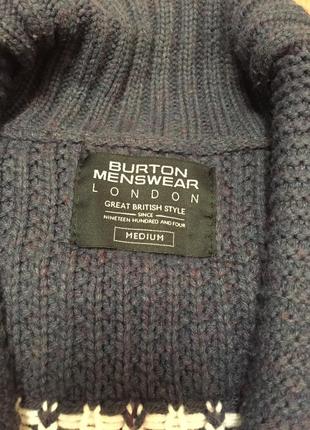 BURTON
MENSWEAR
LONDON
GREAT BRITISH STYLE
SINCE
NINETEEN HUNDRED AND FOUR
MEDIUM